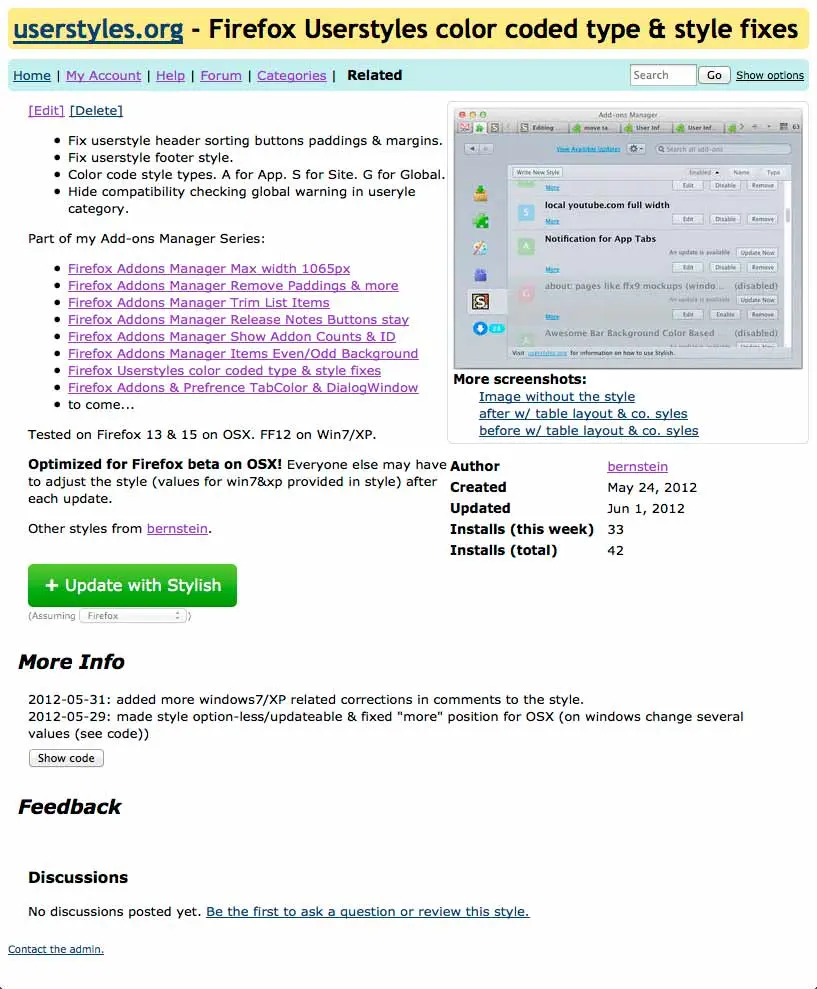 userstyles.org - Firefox Userstyles color coded type & style fixes
Home | My Account | Help | Forum | Categories | Related
Search Go Show options
[Edit] [Delete]
• Fix userstyle header sorting buttons paddings & margins.
• Fix userstyle footer style.
• Color code style types. A for App. S for Site. G for Global.
• Hide compatibility checking global warning in useryle
category.
Part of my Add-ons Manager Series:
• Firefox Addons Manager Max width 1065px
• Firefox Addons Manager Remove Paddings & more
• Firefox Addons Manager Trim List Items
• Firefox Addons Manager Release Notes Buttons stay
• Firefox Addons Manager Show Addon Counts & ID
• Firefox Addons Manager Items Even/Odd Background
• Firefox Userstyles color coded type & style fixes
• Firefox Addons & Prefrence TabColor & DialogWindow
• to come...
Tested on Firefox 13 & 15 on OSX. FF12 on Win7/XP.
Optimized for Firefox beta on OSX! Everyone else may have
to adjust the style (values for win7&xp provided in style) after
each update.
Other styles from bernstein.
+ Update with Stylish
(Assuming Firefox )
Add-ons Manager
Editing ... move ta... User Inf User Inf... 63
View Available Updates Search all add-ons
Write New Style Enabled Name Type
More Edit Disable Remove
S local youtube.com full width
More Edit Disable Remove
A Notification for App Tabs
An update is available Update Now
More Edit Disable Remove
G about: pages like ffx9 mockups (windo... (disabled)
An update is available Update Now
More Edit Enable Remove
Awesome Bar Background Color Based (disabled)
26
Update Now
Visit userstyles.org for information on how to use Stylish.
More screenshots:
Image without the style
after w/ table layout & co. syles
before w/ table layout & co. syles
Author bernstein
Created May 24, 2012
Updated Jun 1, 2012
Installs (this week) 33
Installs (total) 42
More Info
2012-05-31: added more windows7/XP related corrections in comments to the style.
2012-05-29: made style option-less/updateable & fixed "more" position for OSX (on windows change several
values (see code))
Show code
Feedback
Discussions
No discussions posted yet. Be the first to ask a question or review this style.
Contact the admin.